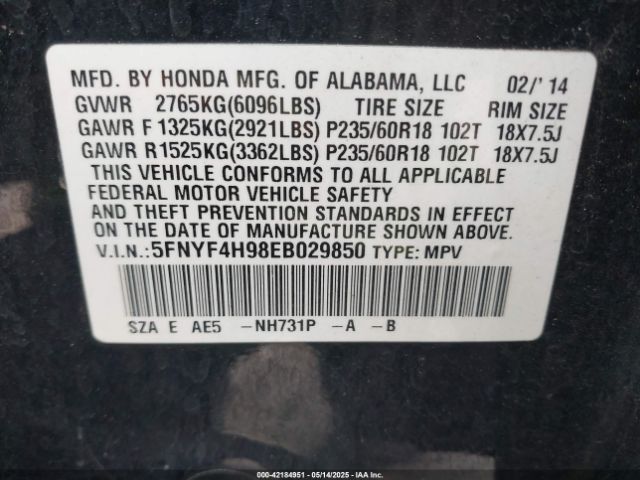 MFD. BY HONDA MFG. OF ALABAMA, LLC 02/'14
GVWR 2765KG(6096LBS) TIRE SIZE RIM SIZE
GAWR F 1325KG(2921LBS) P235/60R18 102T 18X7.5J
GAWR R 1525KG(3362LBS) P235/60R18 102T 18X7.5J
THIS VEHICLE CONFORMS TO ALL APPLICABLE
FEDERAL MOTOR VEHICLE SAFETY
AND THEFT PREVENTION STANDARDS IN EFFECT
ON THE DATE OF MANUFACTURE SHOWN ABOVE.
V.I.N.:5FNYF4H98EB029850 TYPE: MPV
SZA E AE5 -NH731P -A -B
000-42184951 - 05/14/2025 - IAA Inc.